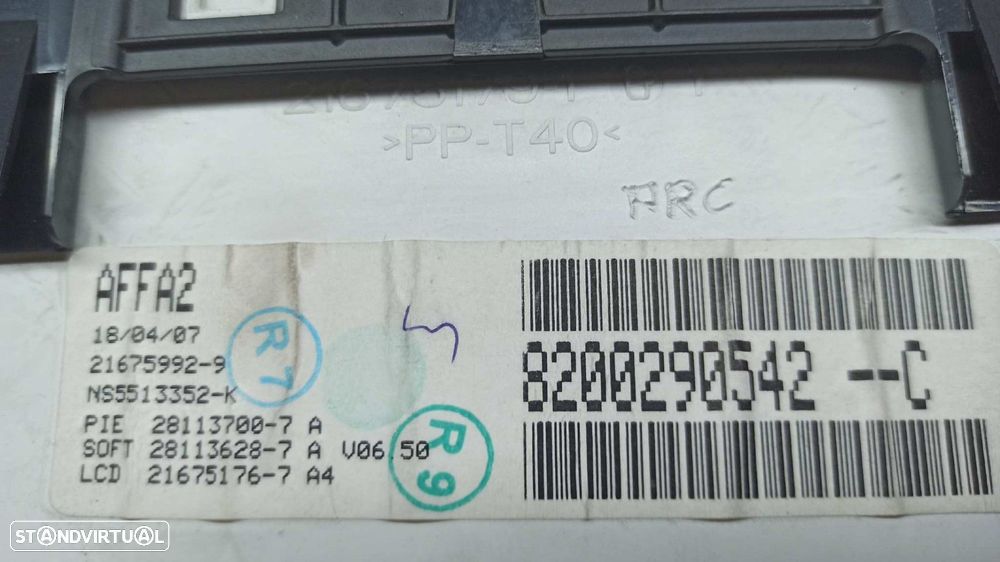 >PP-T40<
ARC
AFFA2
18/04/07
21675992-9
NS5513352-K
PIE 28113700-7 A
SOFT 28113628-7 A V06.50
LCD 21675176-7 A4
R7
R9
8200290542 --C
STANDVIRTUAL